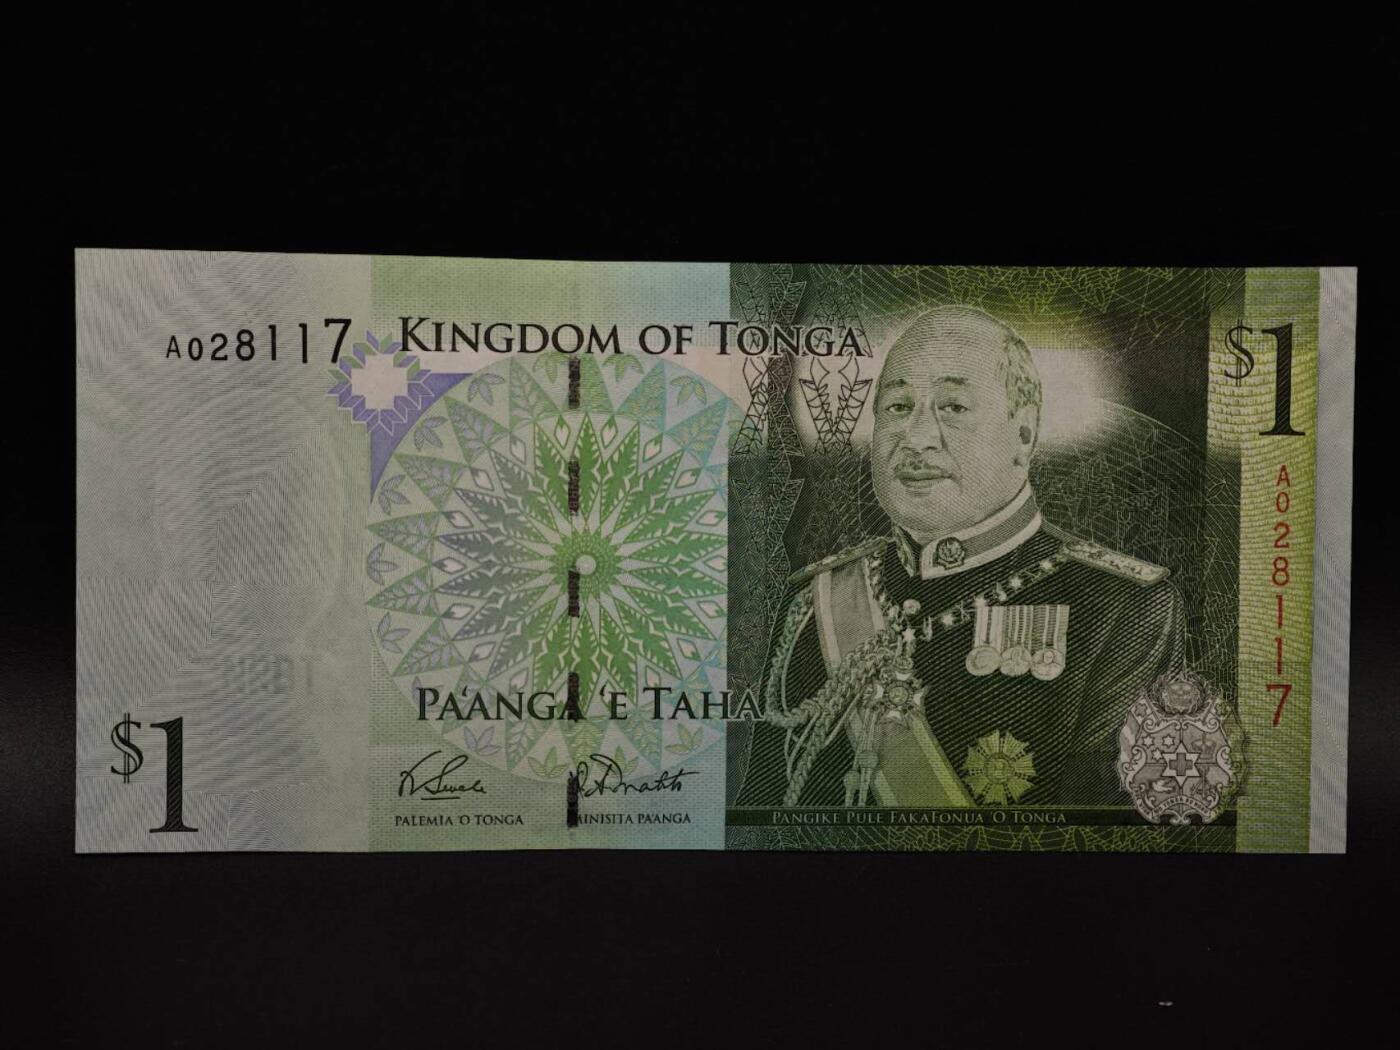 A028117
KINGDOM OF TONGA
$1
A028117
PA'ANGA 'E TAHA
$1
PALEMIA 'O TONGA
MINISITA PA'ANGA
PANGIKE PULE FAKAFONUA 'O TONGA